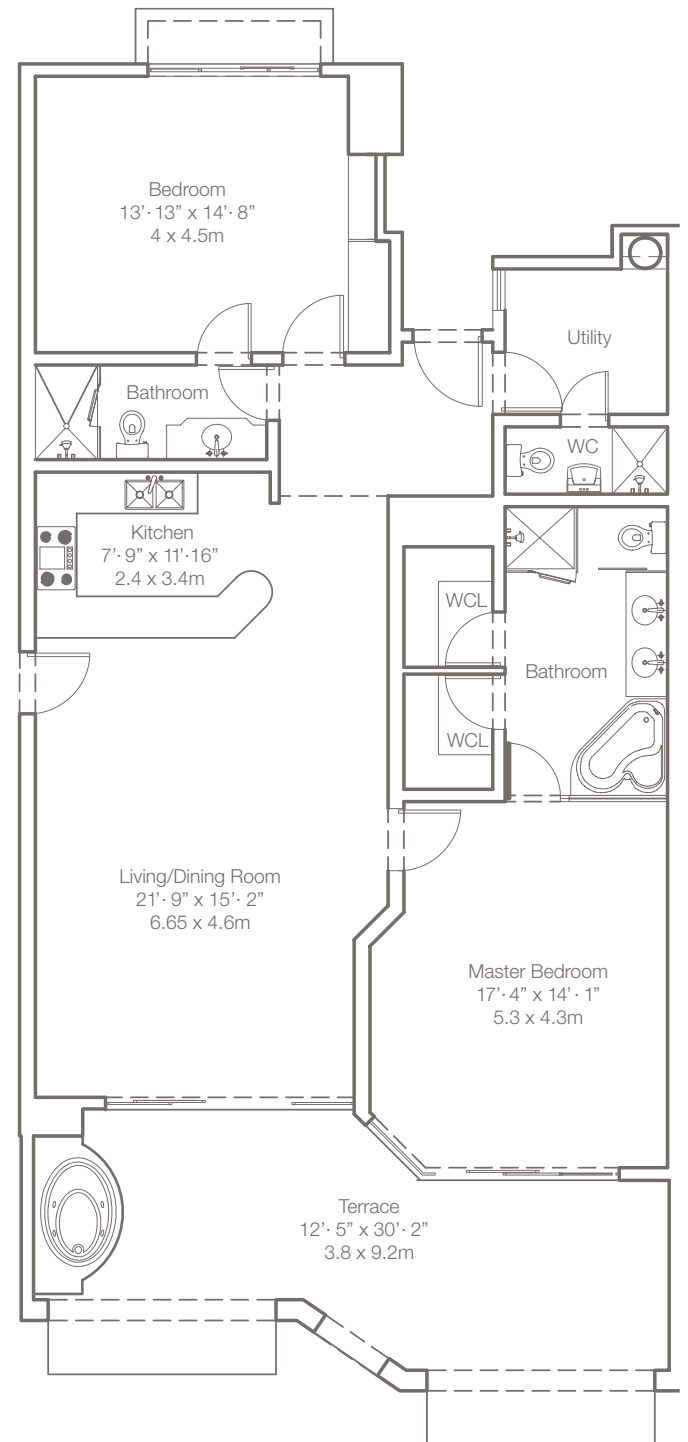 Bedroom
13'·13” x 14'· 8”
4 x 4.5m
Utility
Bathroom
WC
Kitchen
7'· 9” x 11'·16”
2.4 x 3.4m
WCL
Bathroom
WCL
Living/Dining Room
21'· 9” x 15'· 2”
6.65 x 4.6m
Master Bedroom
17'· 4” x 14'· 1”
5.3 x 4.3m
Terrace
12'· 5” x 30'· 2”
3.8 x 9.2m